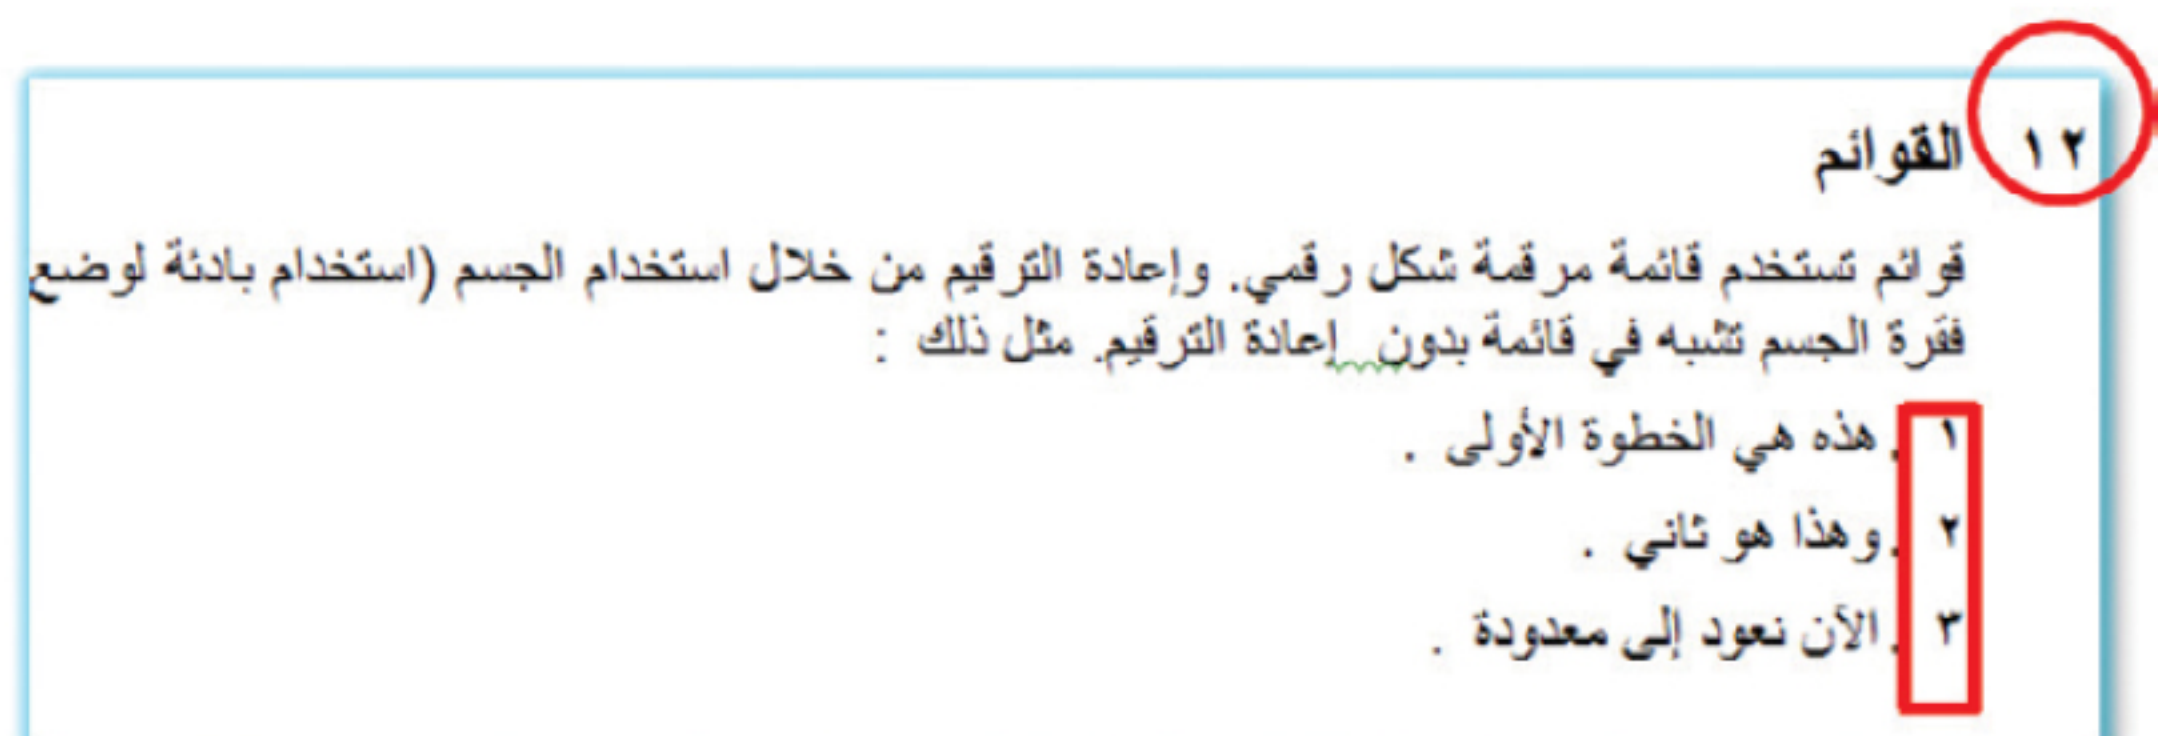 ١٢ القوائم
قوائم تستخدم قائمة مرقمة شكل رقمي. وإعادة الترقيم من خلال استخدام الجسم (استخدام بادئة لوضع
فقرة الجسم تشبه في قائمة بدون إعادة الترقيم. مثل ذلك :
١. هذه هي الخطوة الأولى .
٢. وهذا هو ثاني .
٣. الآن نعود إلى معدودة .